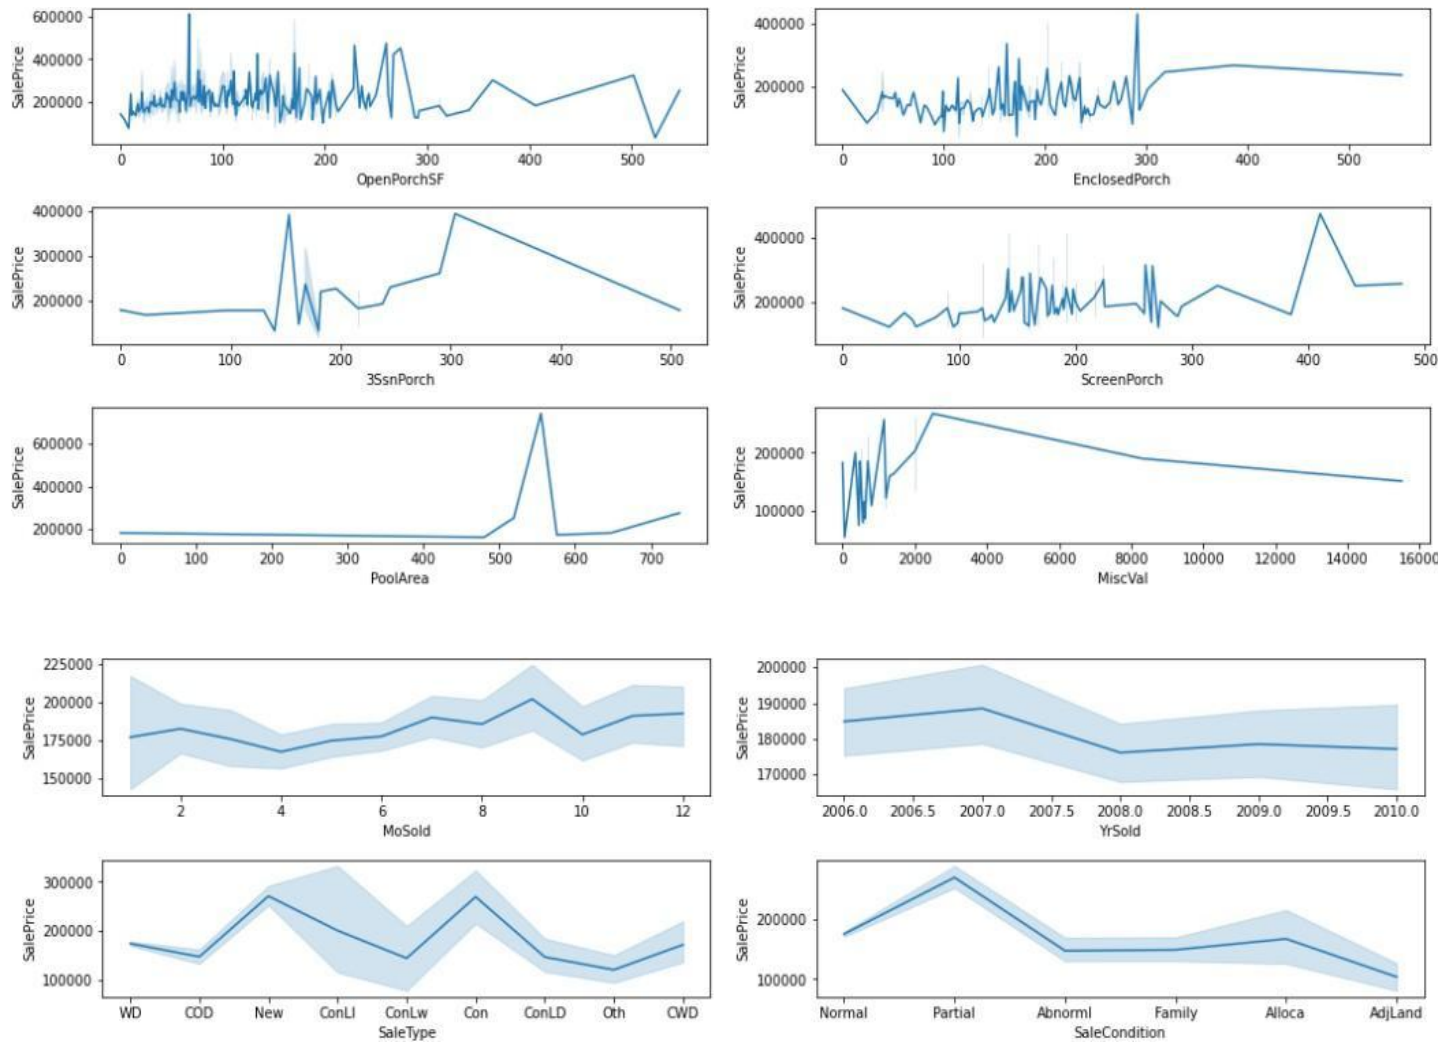 600000
400000
200000
SalePrice
0 100 200 300 400 500
OpenPorchSF
400000
200000
SalePrice
0 100 200 300 400 500
EnclosedPorch
400000
300000
200000
SalePrice
0 100 200 300 400 500
3SsnPorch
400000
200000
SalePrice
0 100 200 300 400 500
ScreenPorch
600000
400000
200000
SalePrice
0 100 200 300 400 500 600 700
PoolArea
200000
100000
SalePrice
0 2000 4000 6000 8000 10000 12000 14000 16000
MiscVal
225000
200000
175000
150000
SalePrice
2 4 6 8 10 12
MoSold
200000
190000
180000
170000
SalePrice
2006.0 2006.5 2007.0 2007.5 2008.0 2008.5 2009.0 2009.5 2010.0
YrSold
300000
200000
100000
SalePrice
WD COD New ConLI ConLw Con ConLD Oth CWD
SaleType
200000
100000
SalePrice
Normal Partial Abnorml Family Alloca AdjLand
SaleCondition